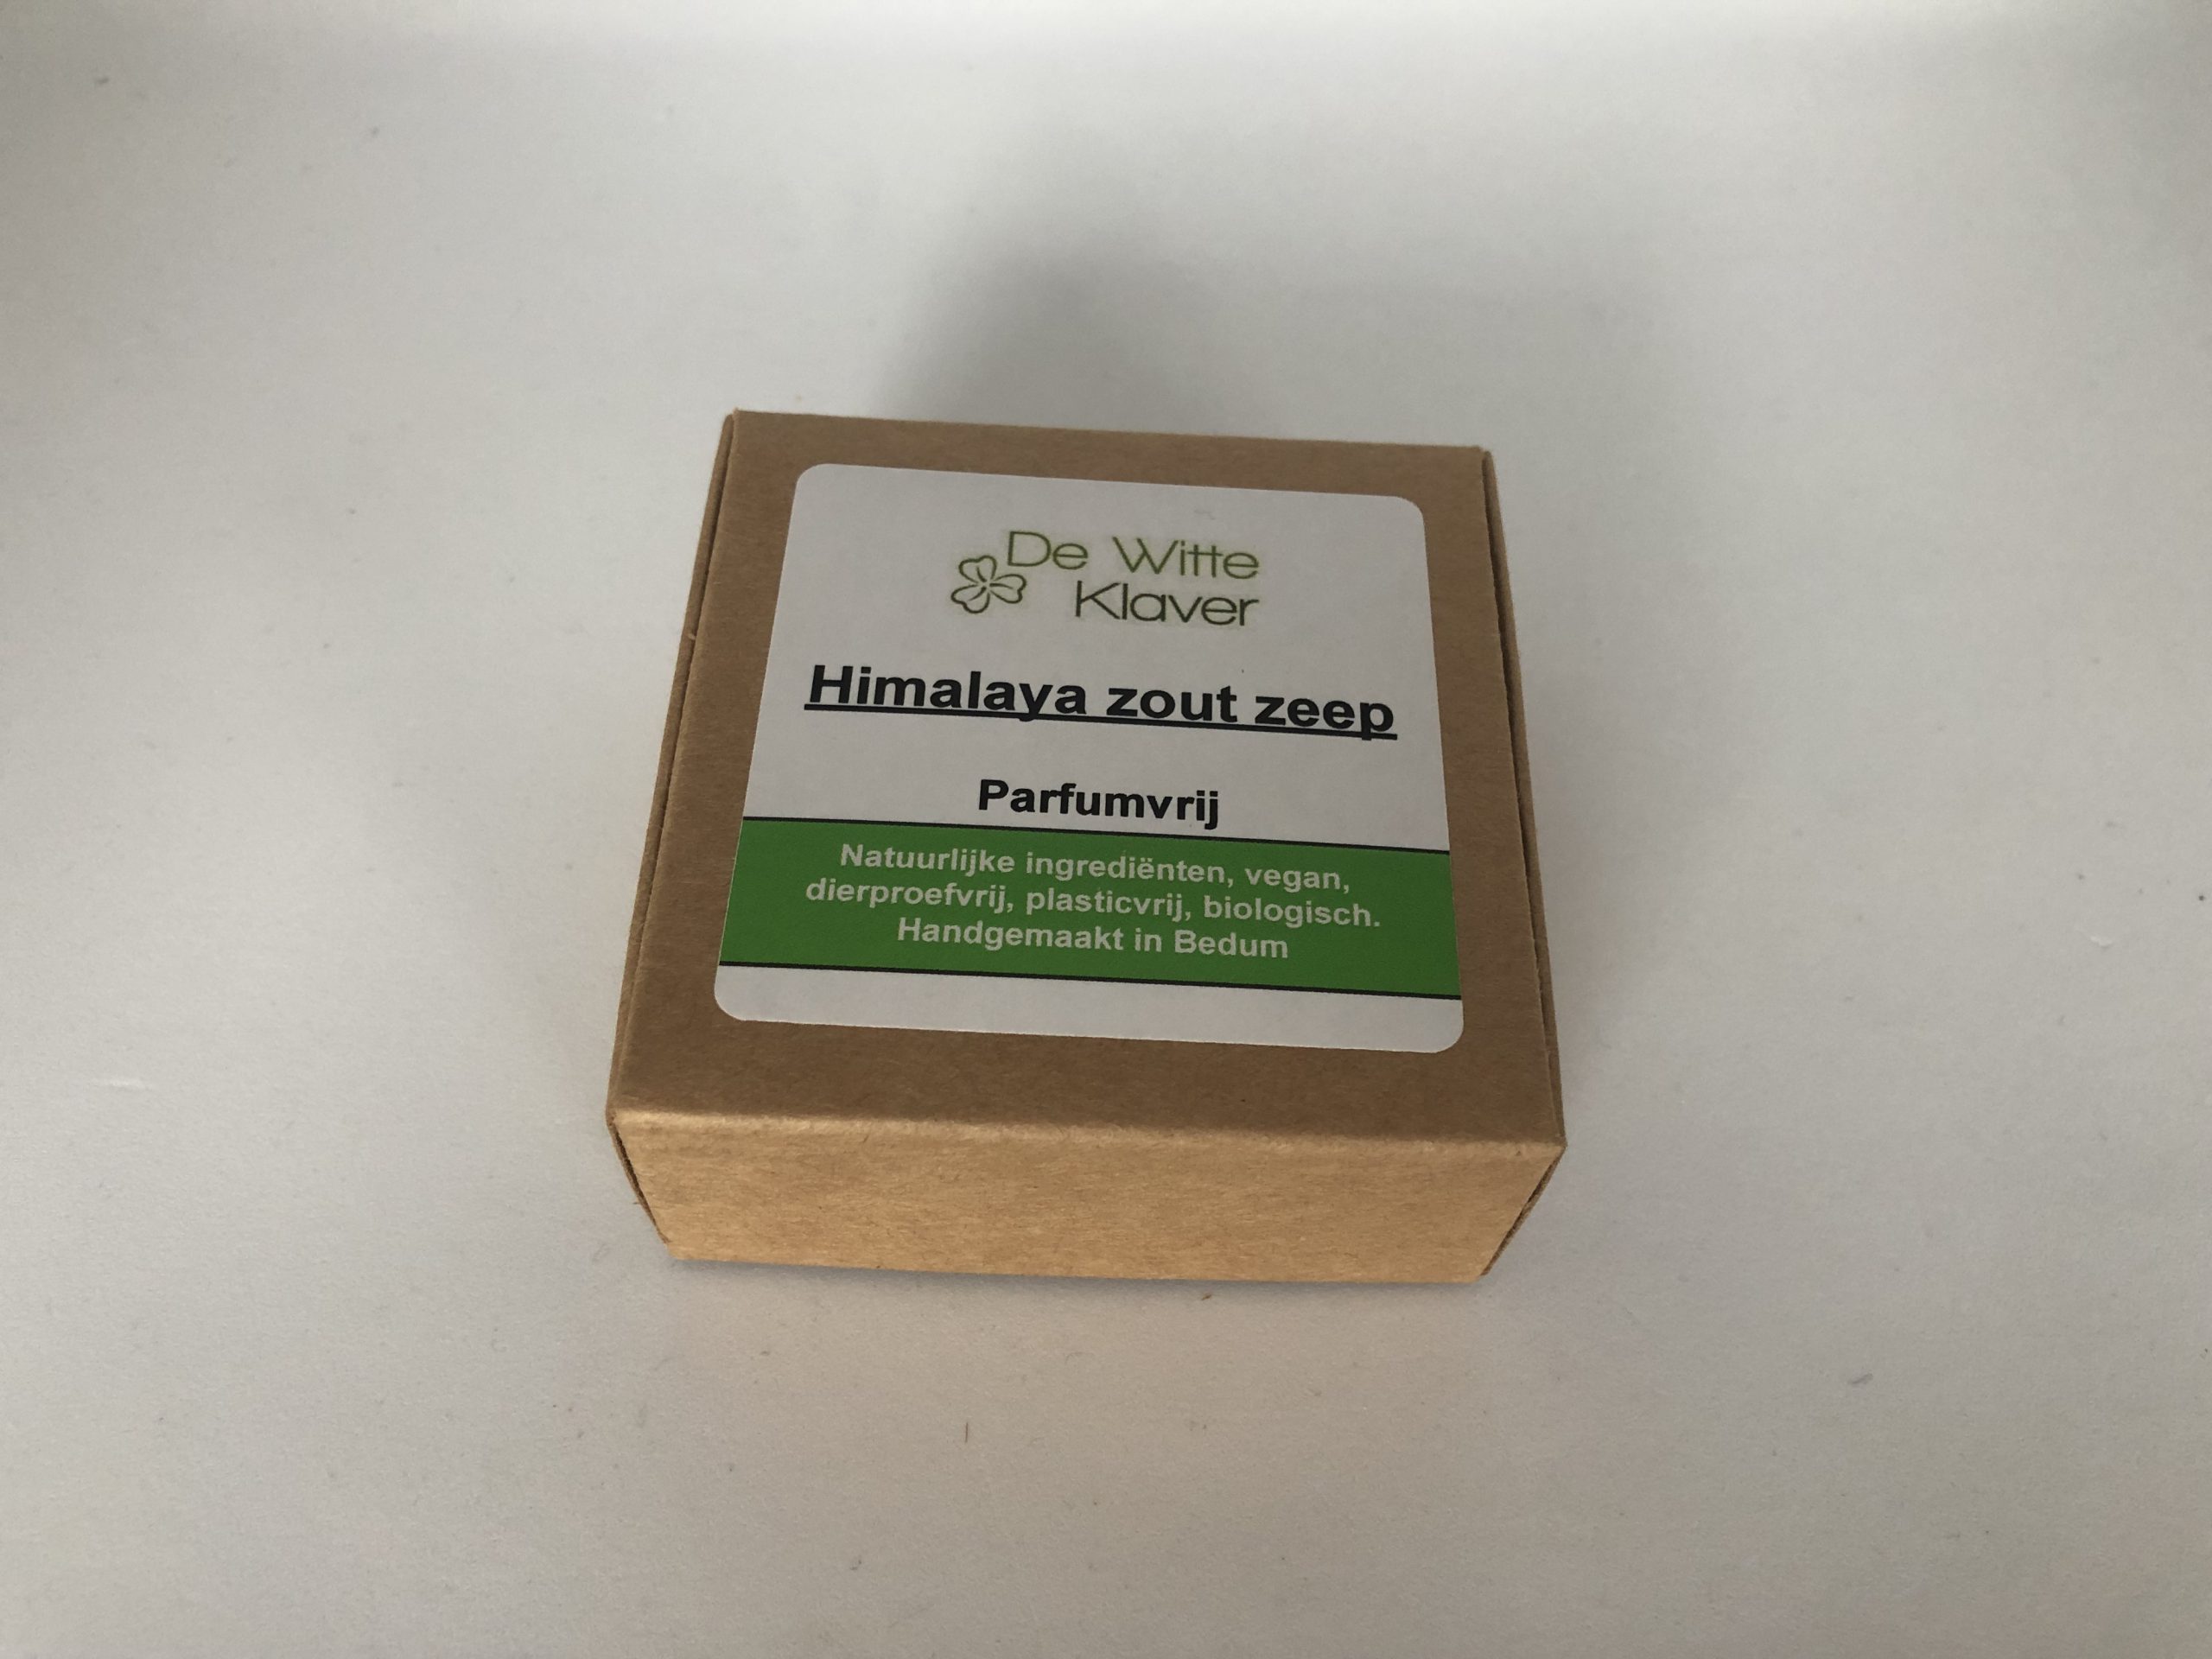 De Witte
Klaver
Himalaya zout zeep
Parfumvrij
Natuurlijke ingrediënten, vegan,
dierproefvrij, plasticvrij, biologisch.
Handgemaakt in Bedum